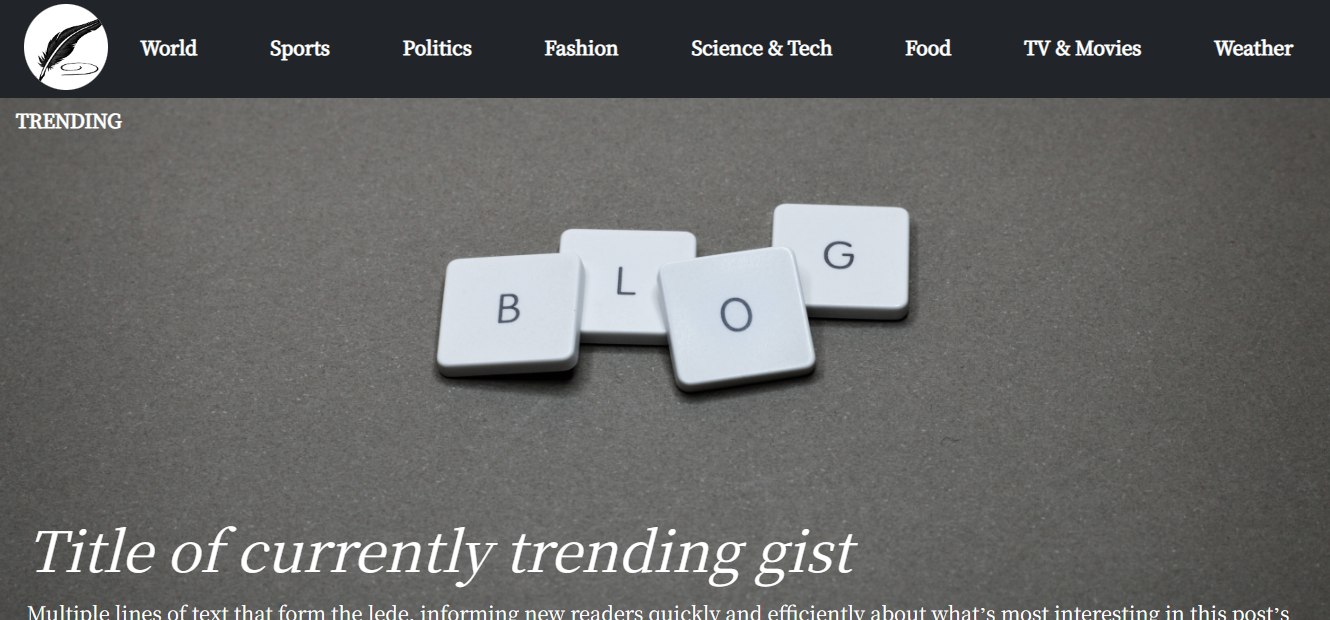 World Sports Politics Fashion Science & Tech Food TV & Movies Weather
TRENDING
B L O G
Title of currently trending gist
Multiple lines of text that form the lede, informing new readers quickly and efficiently about what’s most interesting in this post’s